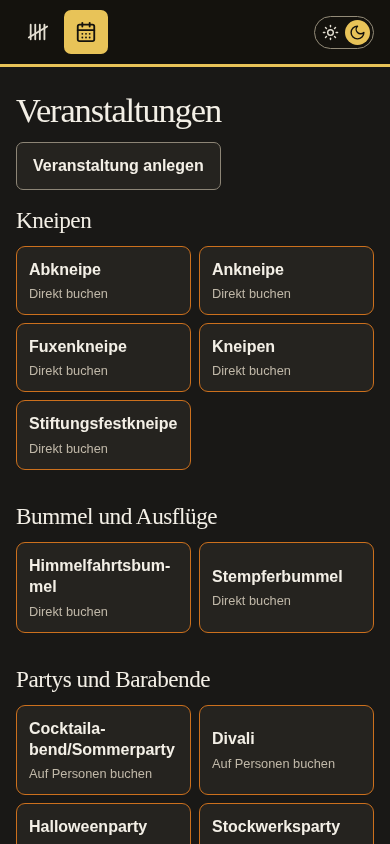 Veranstaltungen
Veranstaltung anlegen
Kneipen
Abkneipe
Direkt buchen
Ankneipe
Direkt buchen
Fuxenkneipe
Direkt buchen
Kneipen
Direkt buchen
Stiftungsfestkneipe
Direkt buchen
Bummel und Ausflüge
Himmelfahrtsbum-
mel
Direkt buchen
Stempferbummel
Direkt buchen
Partys und Barabende
Cocktaila-
bend/Sommerparty
Auf Personen buchen
Divali
Auf Personen buchen
Halloweenparty
Stockwerksparty